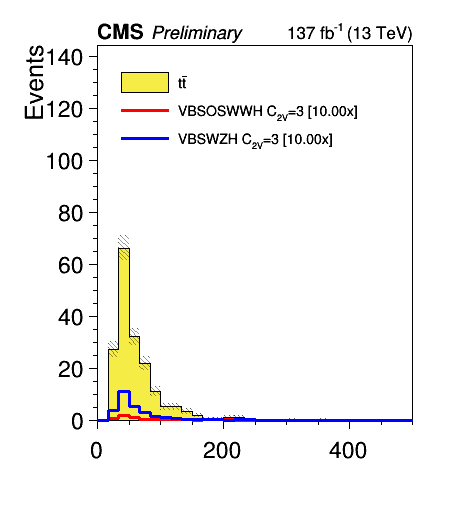 CMS Preliminary 137 fb⁻¹ (13 TeV)
Events
140
120
100
80
60
40
20
0
tt̄
VBSOSWWH C₂ᵥ=3 [10.00x]
VBSWZH C₂ᵥ=3 [10.00x]
0 200 400